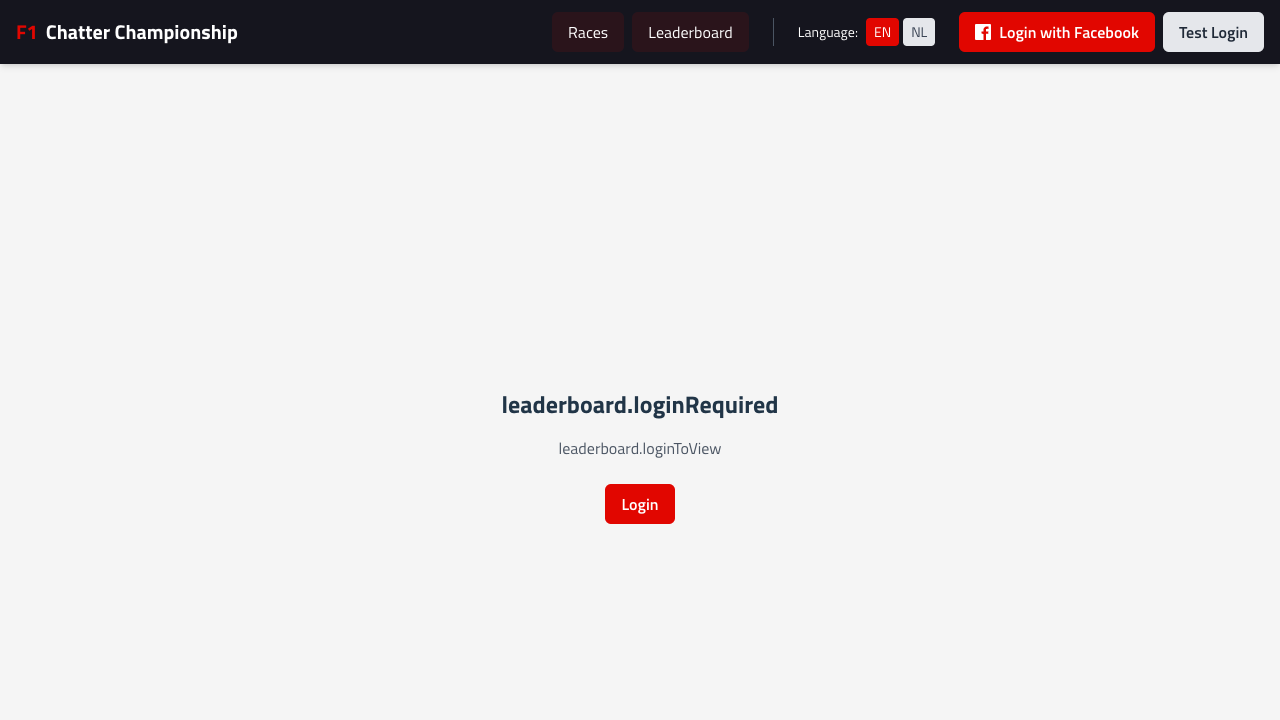 F1 Chatter Championship
Races
Leaderboard
Language:
EN
NL
Login with Facebook
Test Login
leaderboard.loginRequired
leaderboard.loginToView
Login